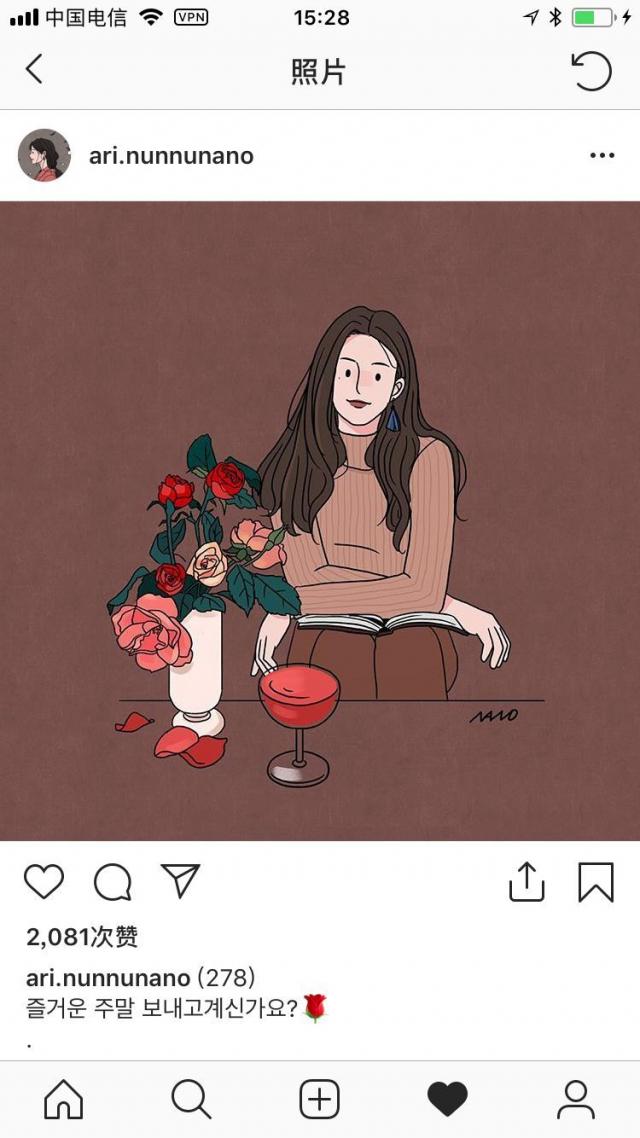 中国电信 VPN 15:28
照片
ari.nunnunano
NANO
2,081次赞
ari.nunnunano (278)
즐거운 주말 보내고계신가요?🌹
.